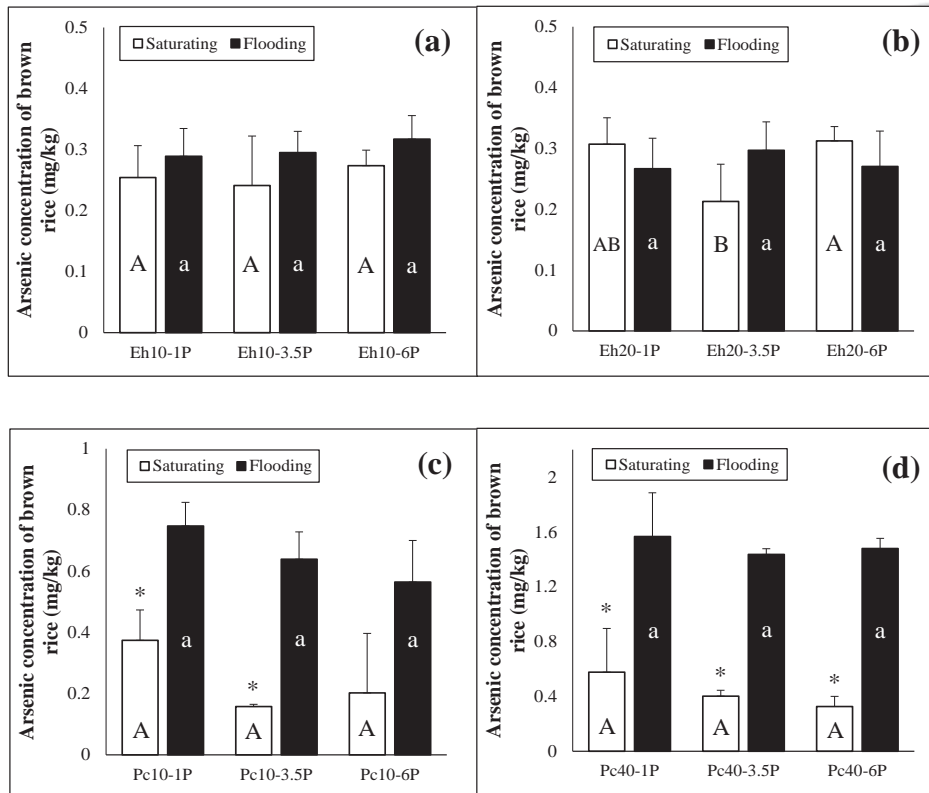 0.5
0.4
0.3
0.2
0.1
0
Arsenic concentration of brown
rice (mg/kg)
Saturating Flooding
(a)
A a A a A a
Eh10-1P Eh10-3.5P Eh10-6P
0.5
0.4
0.3
0.2
0.1
0
Arsenic concentration of brown
rice (mg/kg)
Saturating Flooding
(b)
AB a B a A a
Eh20-1P Eh20-3.5P Eh20-6P
1
0.8
0.6
0.4
0.2
0
Arsenic concentration of brown
rice (mg/kg)
Saturating Flooding
(c)
* *
A a A a A a
Pc10-1P Pc10-3.5P Pc10-6P
2
1.6
1.2
0.8
0.4
0
Arsenic concentration of brown
rice (mg/kg)
Saturating Flooding
(d)
* * *
A a A a A a
Pc40-1P Pc40-3.5P Pc40-6P